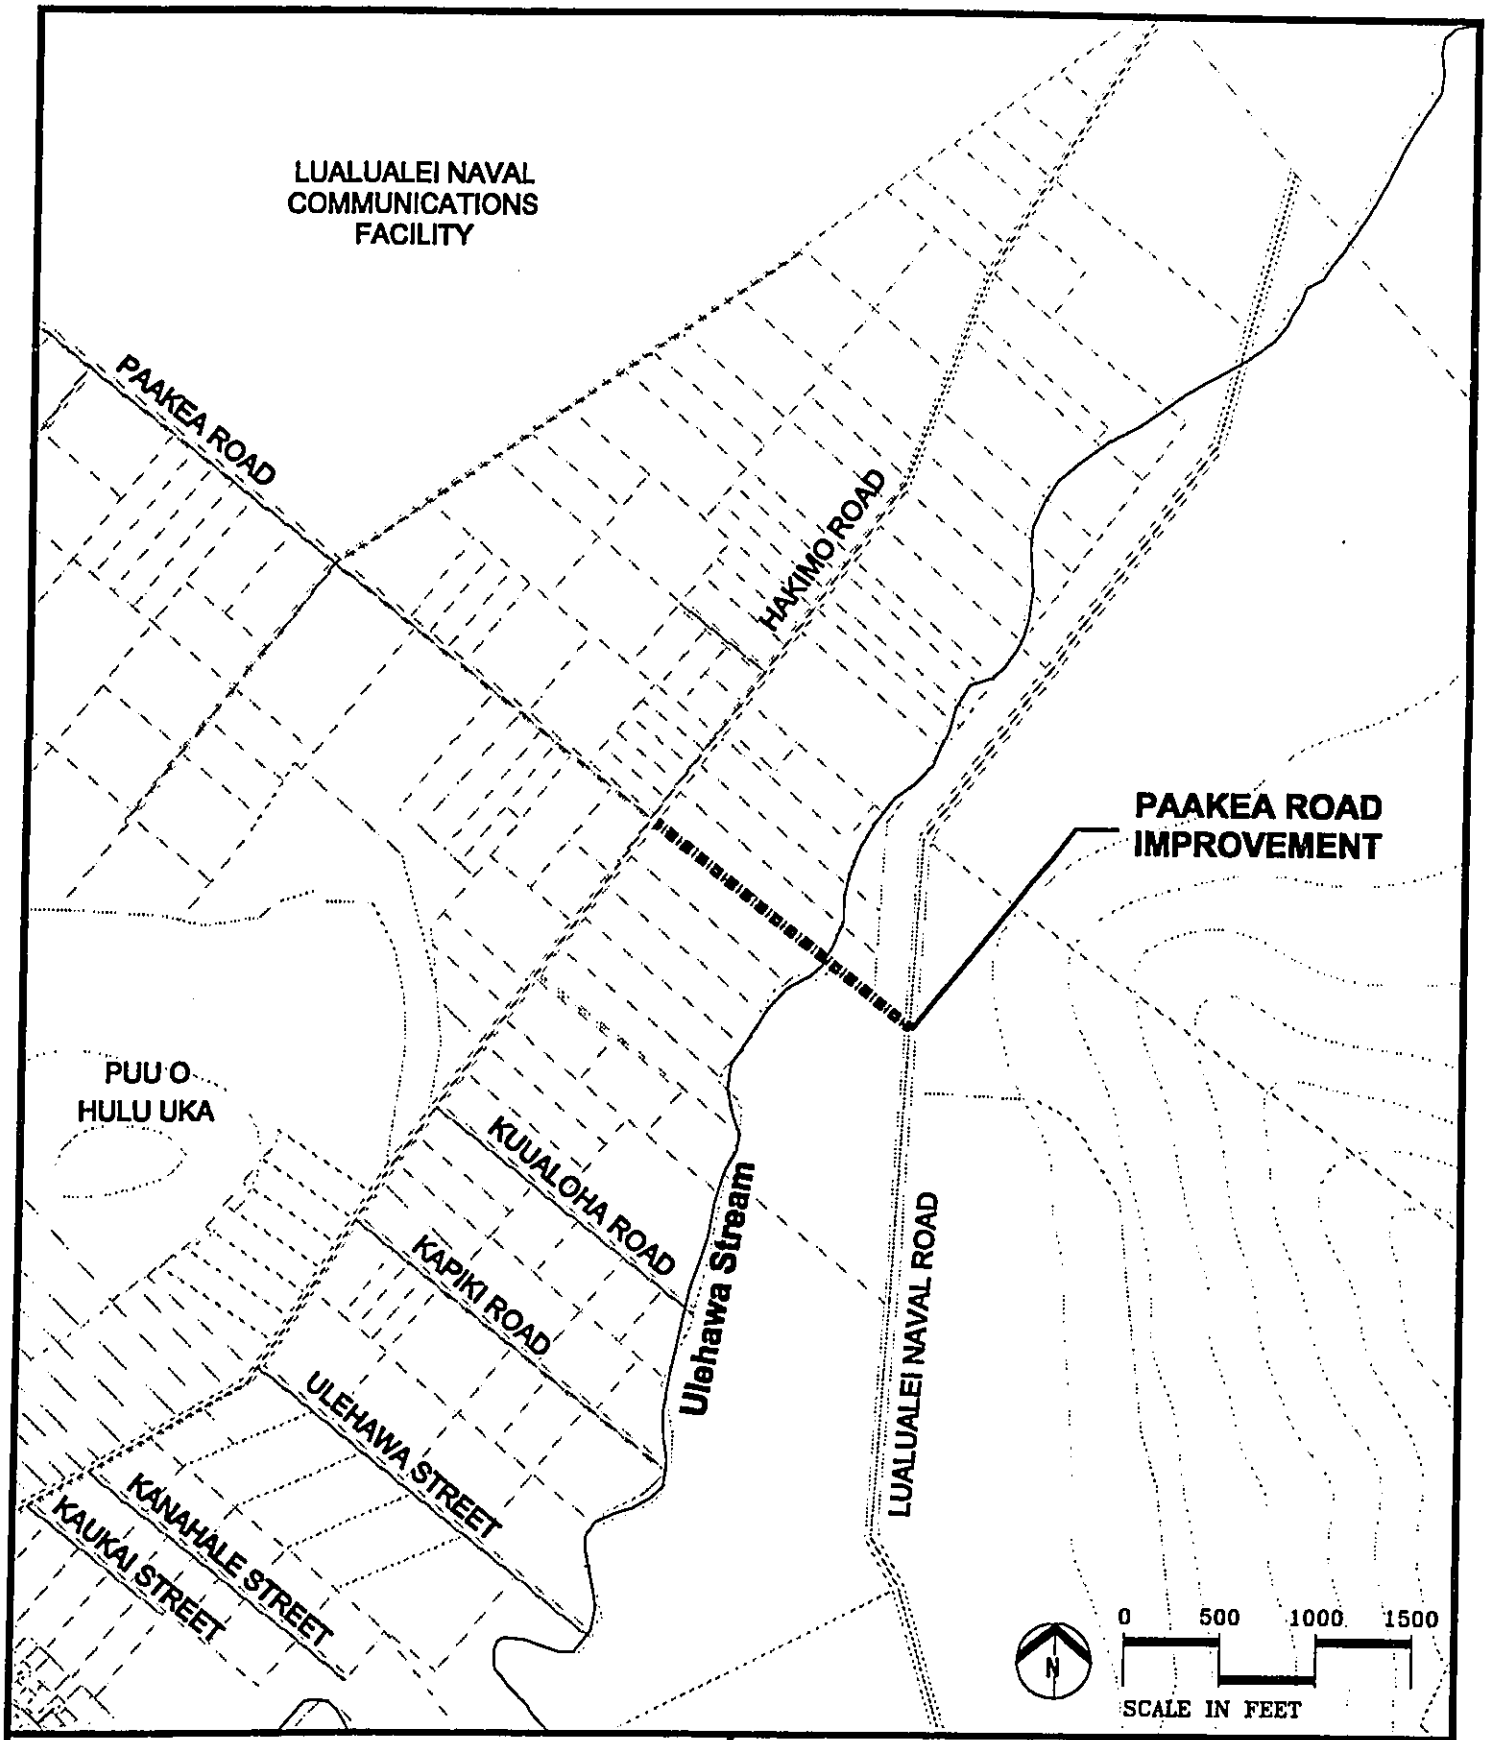 LUALUALEI NAVAL
COMMUNICATIONS
FACILITY
PAAKEA ROAD
HAKIMO ROAD
PAAKEA ROAD
IMPROVEMENT
PUU O
HULU UKA
KUUALOHA ROAD
KAPIKI ROAD
Ulehawa Stream
LUALUALEI NAVAL ROAD
ULEHAWA STREET
KANAHALE STREET
KAUKAI STREET
N
0 500 1000 1500
SCALE IN FEET